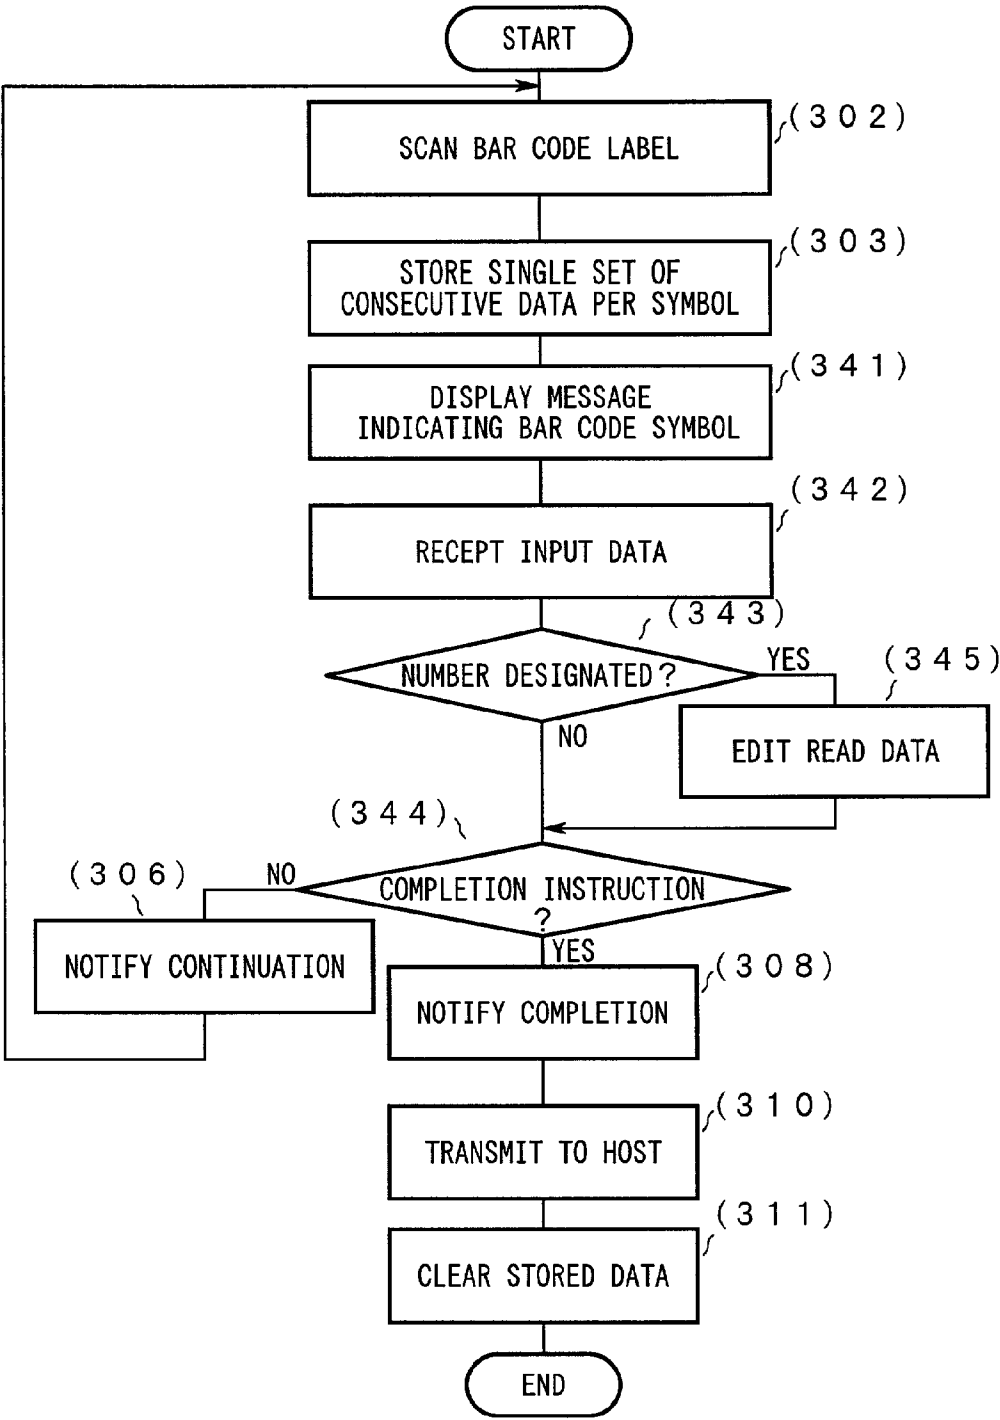 START
(302)
SCAN BAR CODE LABEL
(303)
STORE SINGLE SET OF
CONSECUTIVE DATA PER SYMBOL
(341)
DISPLAY MESSAGE
INDICATING BAR CODE SYMBOL
(342)
RECEPT INPUT DATA
(343)
NUMBER DESIGNATED?
YES
(345)
NO
EDIT READ DATA
(344)
(306)
NO
COMPLETION INSTRUCTION
?
YES
NOTIFY CONTINUATION
(308)
NOTIFY COMPLETION
(310)
TRANSMIT TO HOST
(311)
CLEAR STORED DATA
END